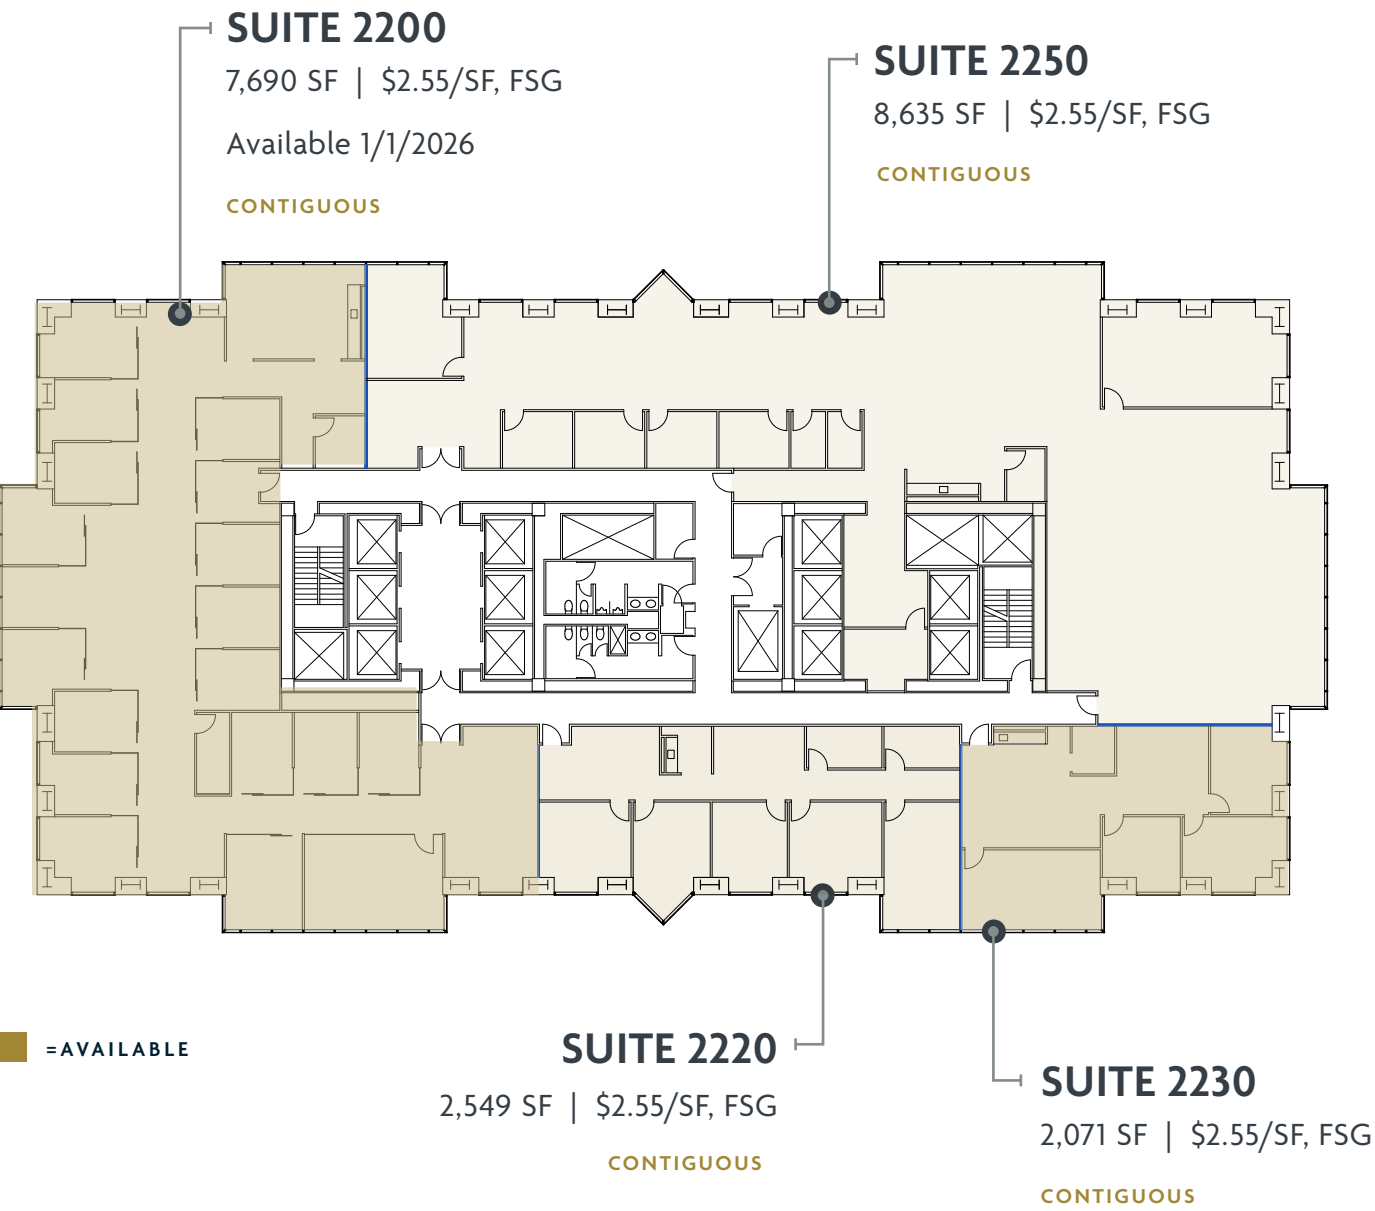 SUITE 2200
7,690 SF | $2.55/SF, FSG
Available 1/1/2026
CONTIGUOUS
SUITE 2250
8,635 SF | $2.55/SF, FSG
CONTIGUOUS
=AVAILABLE
SUITE 2220
2,549 SF | $2.55/SF, FSG
CONTIGUOUS
SUITE 2230
2,071 SF | $2.55/SF, FSG
CONTIGUOUS